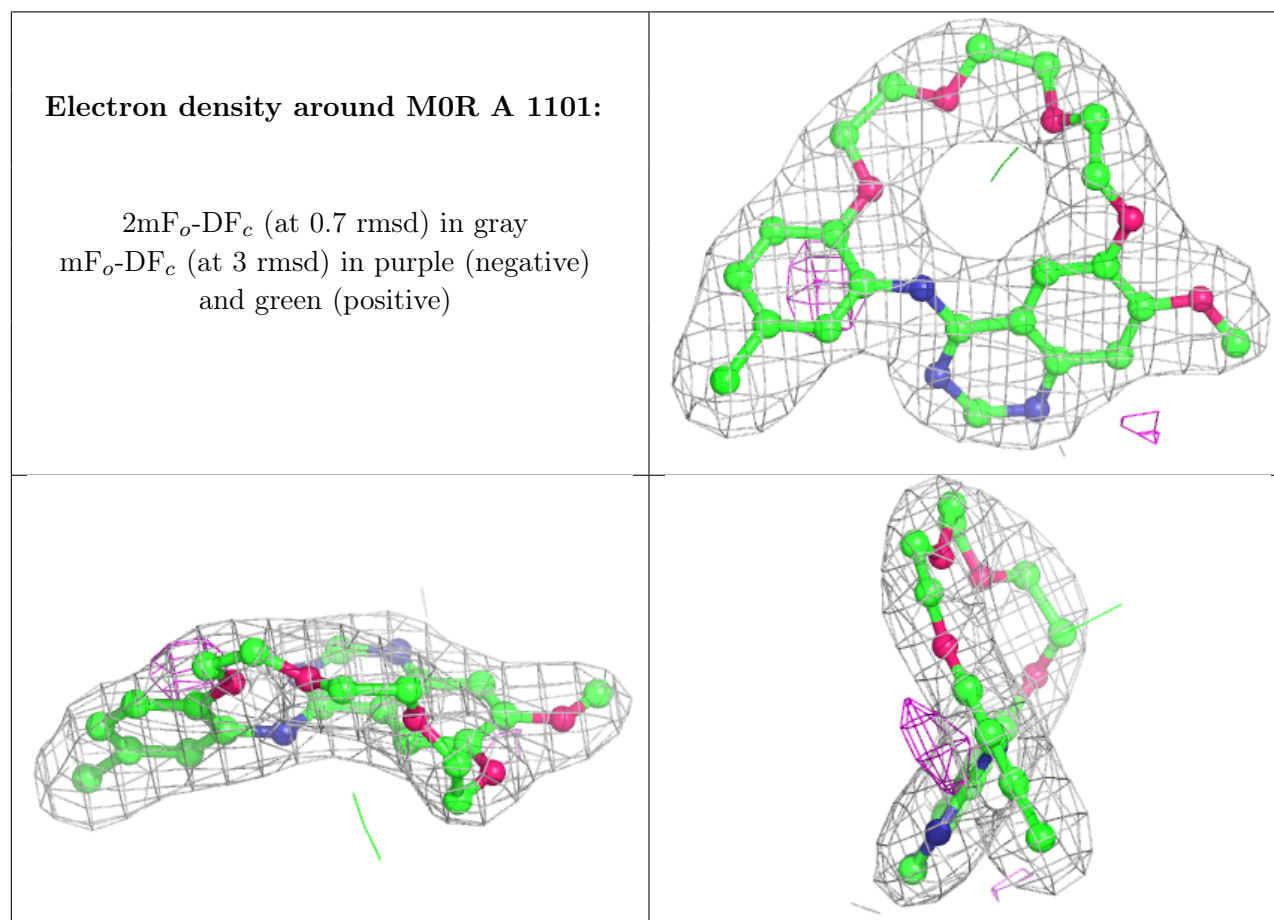 Electron density around M0R A 1101:
2mFₒ-DF𝒸 (at 0.7 rmsd) in gray
mFₒ-DF𝒸 (at 3 rmsd) in purple (negative)
and green (positive)